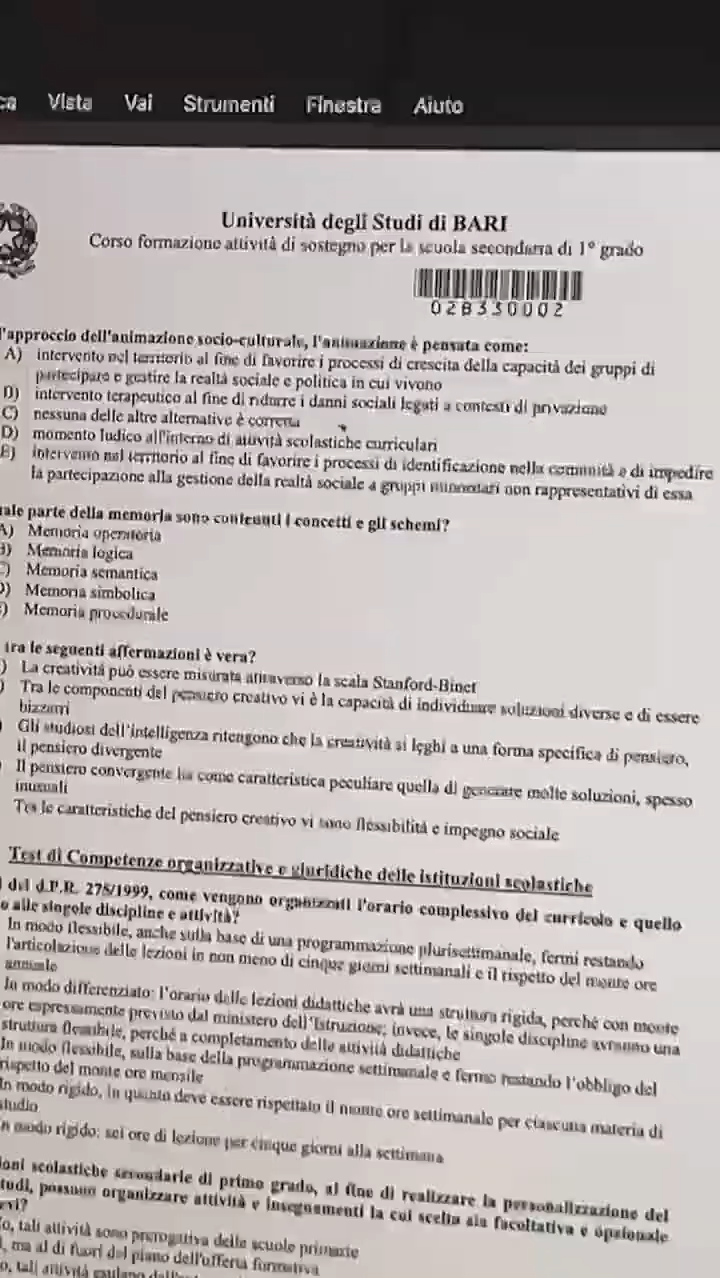 Vista Vai Strumenti Finestra Aiuto
Università degli Studi di BARI
Corso formazione attività di sostegno per la scuola secondaria di 1° grado
028330002
l'approccio dell'animazione socio-culturale, l'animazione è pensata come:
A) intervento nel territorio al fine di favorire i processi di crescita della capacità dei gruppi di
partecipare e gestire la realtà sociale e politica in cui vivono
B) intervento terapeutico al fine di ridurre i danni sociali legati a contesti di privazione
C) nessuna delle altre alternative è corretta
D) momento ludico all'interno di attività scolastiche curriculari
E) intervento nel territorio al fine di favorire i processi di identificazione nella comunità e di impedire
la partecipazione alla gestione della realtà sociale a gruppi minoritari non rappresentativi di essa
parte della memoria sono contenuti i concetti e gli schemi?
A) Memoria operatoria
B) Memoria logica
C) Memoria semantica
D) Memoria simbolica
E) Memoria procedurale
tra le seguenti affermazioni è vera?
) La creatività può essere misurata attraverso la scala Stanford-Binet
) Tra le componenti del pensiero creativo vi è la capacità di individuare soluzioni diverse e di essere
bizzarri
Gli studiosi dell'intelligenza ritengono che la creatività si leghi a una forma specifica di pensiero,
il pensiero divergente
Il pensiero convergente ha come caratteristica peculiare quella di generare molte soluzioni, spesso
inusuali
Tra le caratteristiche del pensiero creativo vi sono flessibilità e impegno sociale
Test di Competenze organizzative e giuridiche delle istituzioni scolastiche
del d.P.R. 275/1999, come vengono organizzati l'orario complessivo del curricolo e quello
o alle singole discipline e attività?
In modo flessibile, anche sulla base di una programmazione plurisettimanale, fermi restando
l'articolazione delle lezioni in non meno di cinque giorni settimanali e il rispetto del monte ore
annuale
In modo differenziato: l'orario delle lezioni didattiche avrà una struttura rigida, perché con monte
ore espressamente previsto dal ministero dell'Istruzione; invece, le singole discipline avranno una
struttura flessibile, perché a completamento delle attività didattiche
In modo flessibile, sulla base della programmazione settimanale e fermo restando l'obbligo del
rispetto del monte ore mensile
In modo rigido, in quanto deve essere rispettato il monte ore settimanale per ciascuna materia di
studio
In modo rigido: sei ore di lezione per cinque giorni alla settimana
ioni scolastiche secondarie di primo grado, al fine di realizzare la personalizzazione del
tudi, possono organizzare attività e insegnamenti la cui scelta sia facoltativa e opzionale
evi?
o, tali attività sono prerogativa delle scuole primarie
, ma al di fuori del piano dell'offerta formativa
o, tali attività esulano